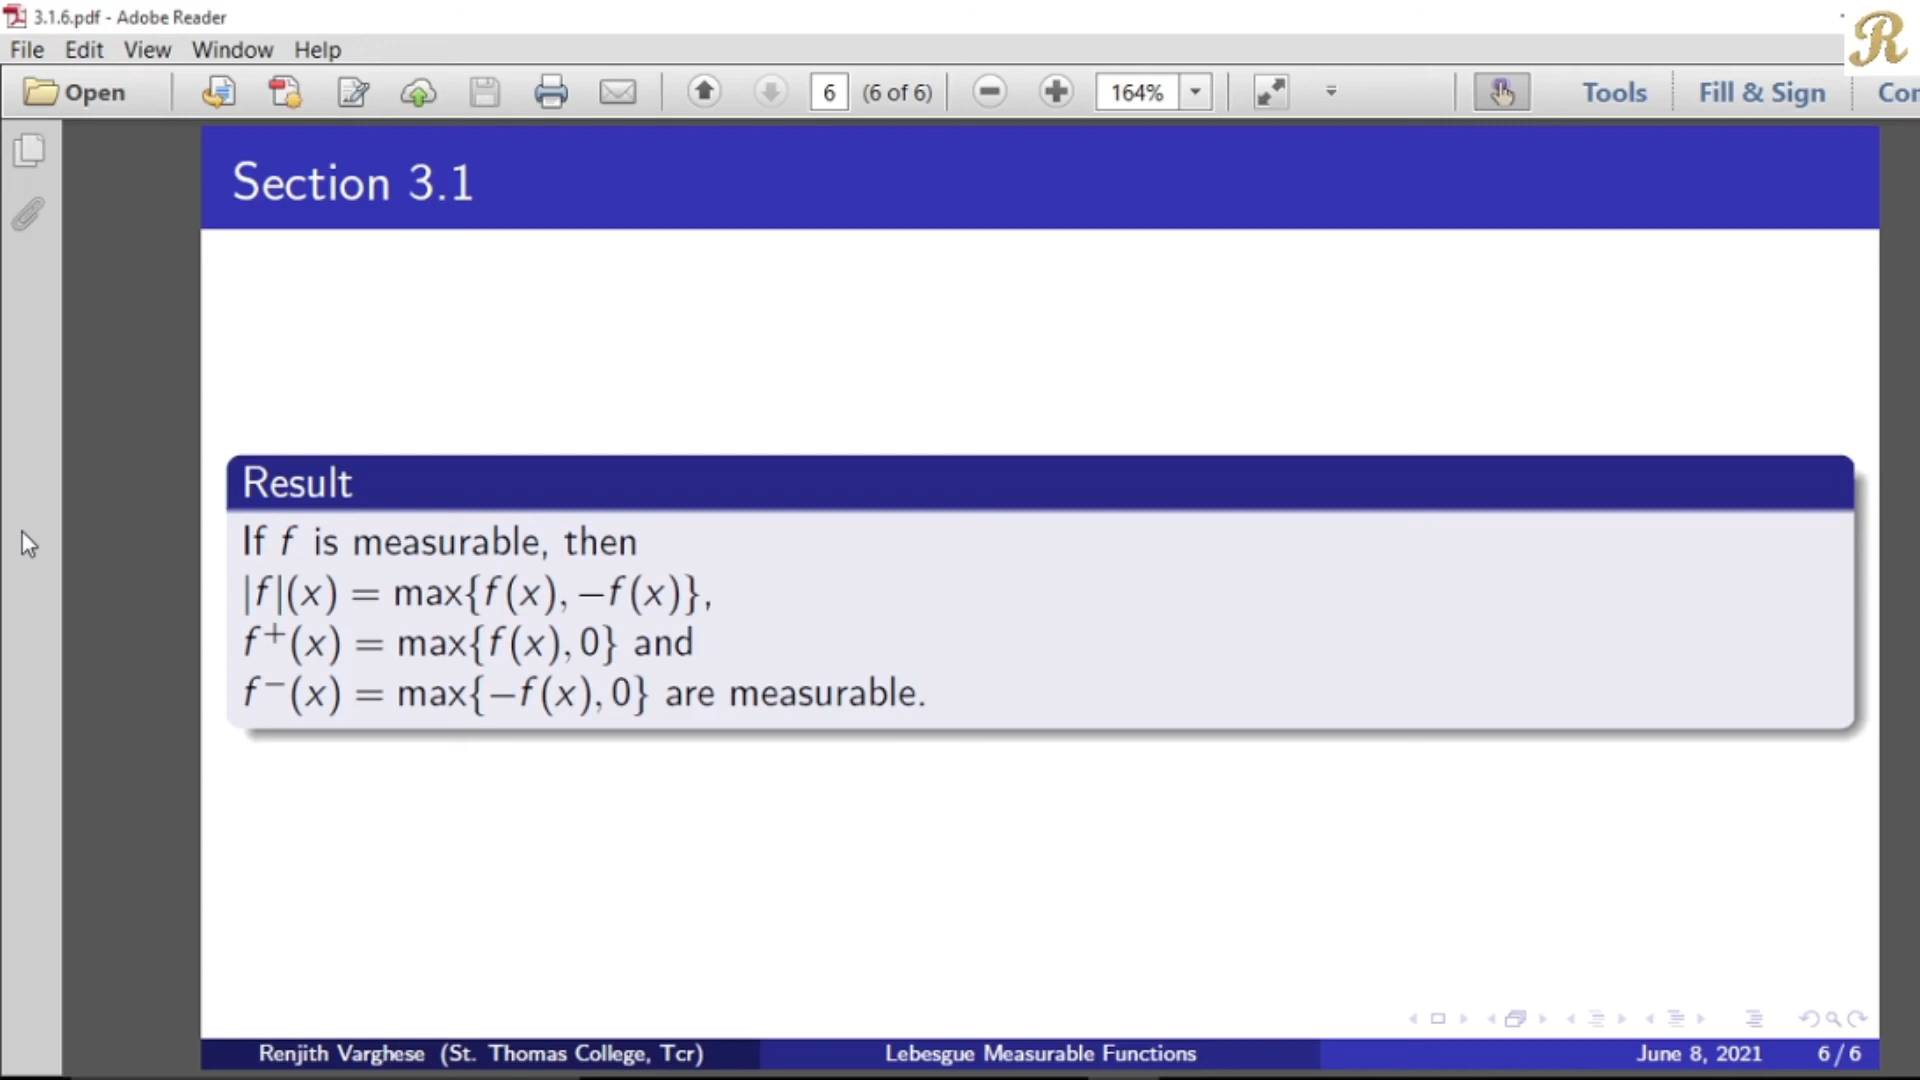 3.1.6.pdf - Adobe Reader
File Edit View Window Help
Open 6 (6 of 6) 164% Tools Fill & Sign
R
Section 3.1
Result
If f is measurable, then
|f|(x) = max{f(x), −f(x)},
f⁺(x) = max{f(x), 0} and
f⁻(x) = max{−f(x), 0} are measurable.
Renjith Varghese (St. Thomas College, Tcr) Lebesgue Measurable Functions June 8, 2021 6 / 6